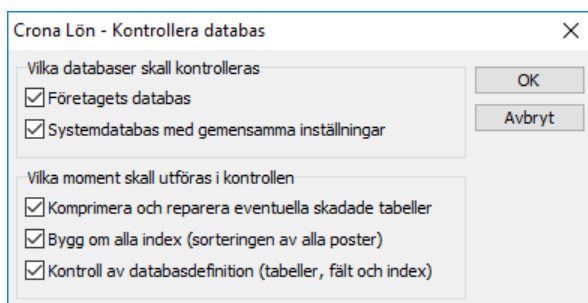 Crona Lön - Kontrollera databas
Vilka databaser skall kontrolleras
Företagets databas
Systemdatabas med gemensamma inställningar
OK
Avbryt
Vilka moment skall utföras i kontrollen
Komprimera och reparera eventuella skadade tabeller
Bygg om alla index (sorteringen av alla poster)
Kontroll av databasdefinition (tabeller, fält och index)